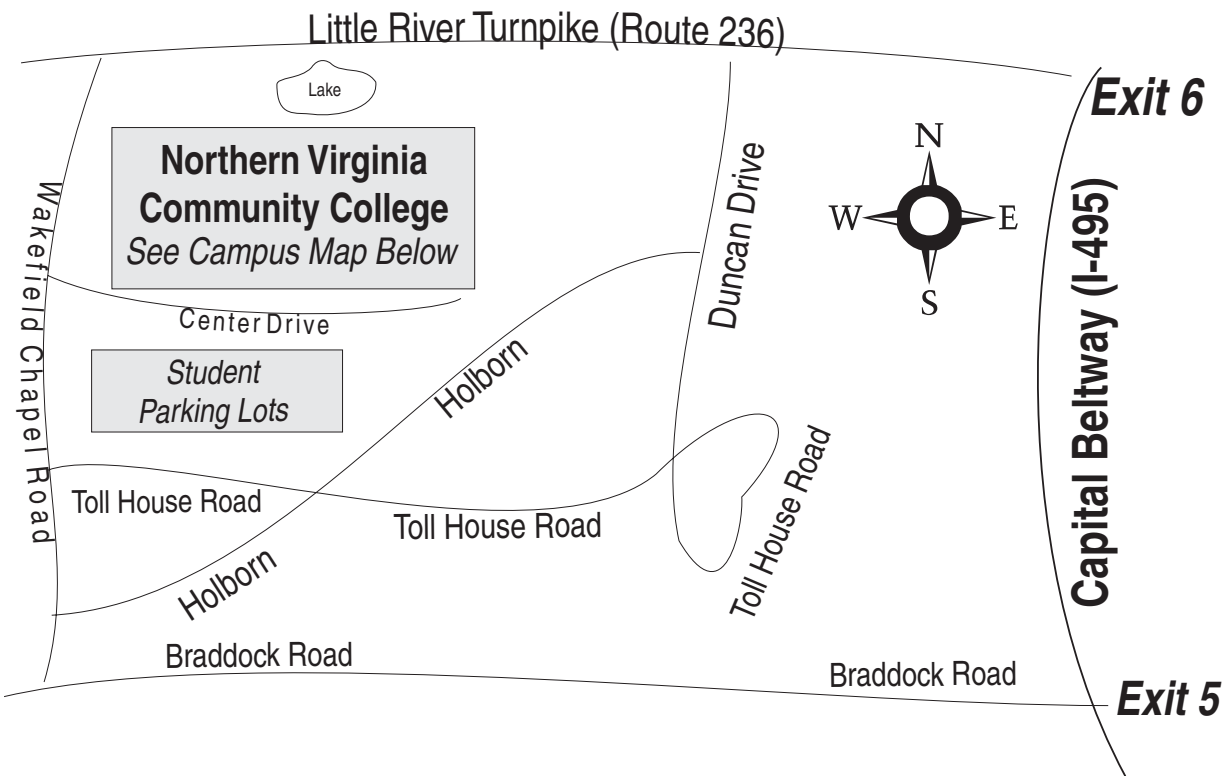 Little River Turnpike (Route 236)
Lake
Exit 6
Northern Virginia
Community College
See Campus Map Below
N
W
E
S
Wakefield Chapel Road
Duncan Drive
Capital Beltway (I-495)
Center Drive
Student
Parking Lots
Holborn
Toll House Road
Toll House Road
Toll House Road
Holborn
Braddock Road
Braddock Road
Exit 5